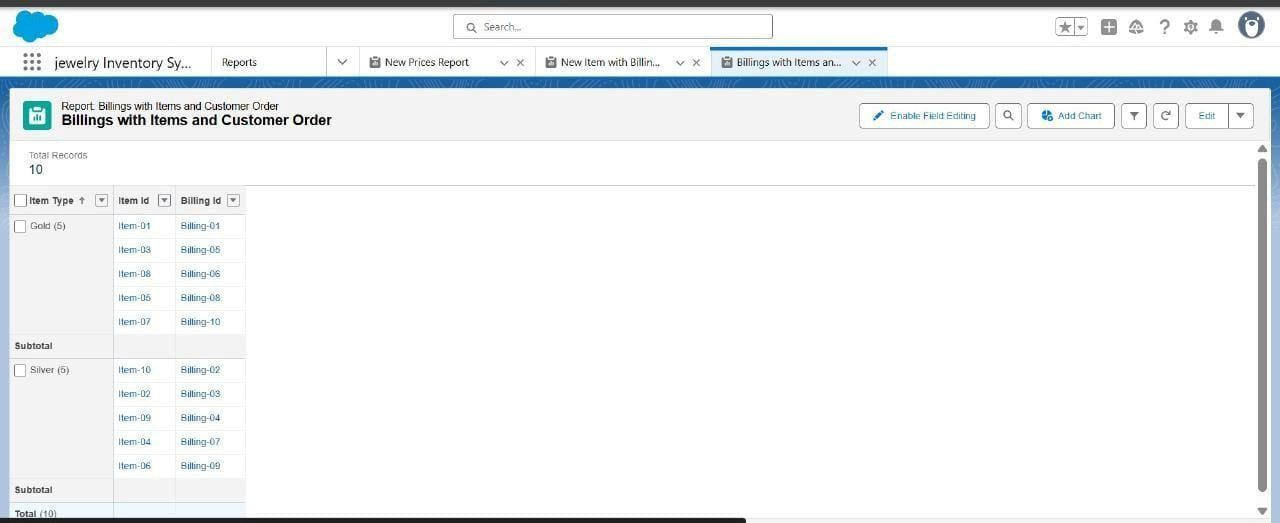 Search...
jewelry Inventory Sy...
Reports
New Prices Report
New Item with Billin...
Billings with Items an...
Report: Billings with Items and Customer Order
Billings with Items and Customer Order
Enable Field Editing
Add Chart
Edit
Total Records
10
Item Type ↑ Item Id Billing Id
Gold (5) Item-01 Billing-01
Item-03 Billing-05
Item-08 Billing-06
Item-05 Billing-08
Item-07 Billing-10
Subtotal
Silver (5) Item-10 Billing-02
Item-02 Billing-03
Item-09 Billing-04
Item-04 Billing-07
Item-06 Billing-09
Subtotal
Total (10)